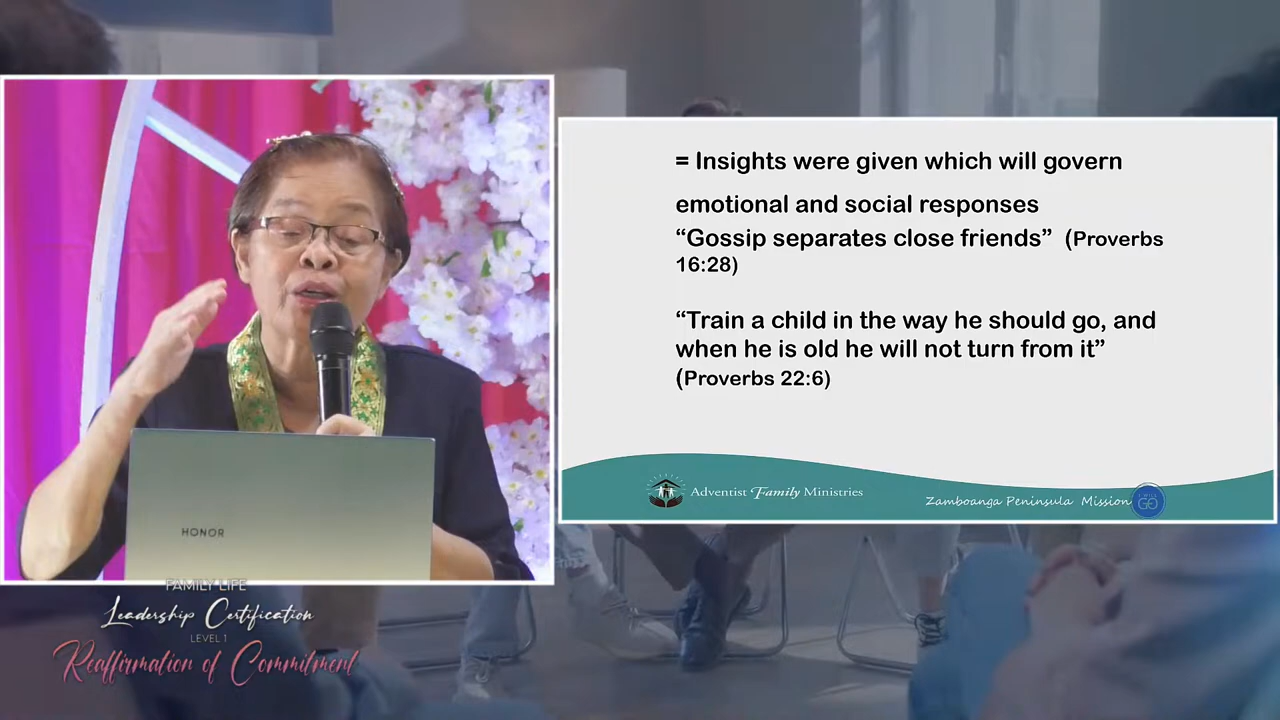 = Insights were given which will govern
emotional and social responses
“Gossip separates close friends” (Proverbs
16:28)
“Train a child in the way he should go, and
when he is old he will not turn from it”
(Proverbs 22:6)
Adventist Family Ministries
Zamboanga Peninsula Mission
I WILL
GO
HONOR
FAMILY LIFE
Leadership Certification
LEVEL 1
Reaffirmation of Commitment